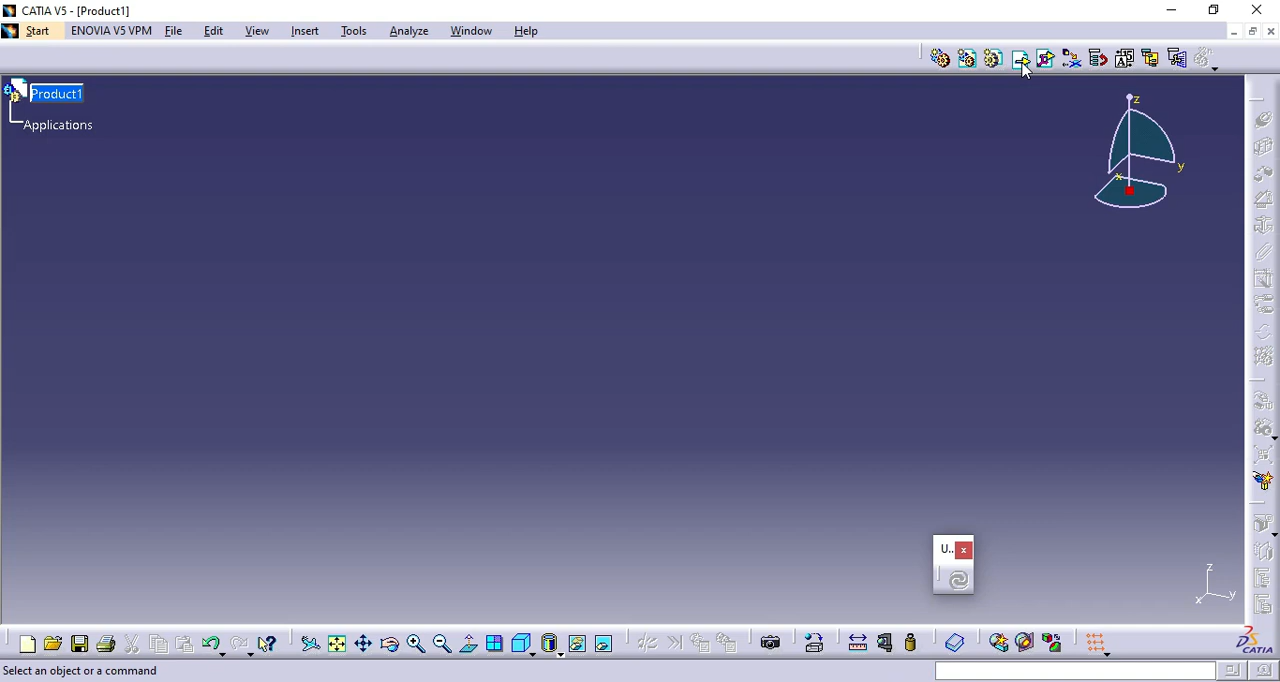 CATIA V5 - [Product1]
Start ENOVIA V5 VPM File Edit View Insert Tools Analyze Window Help
Product1
Applications
z
y
x
U..
z
y
x
CATIA
Select an object or a command